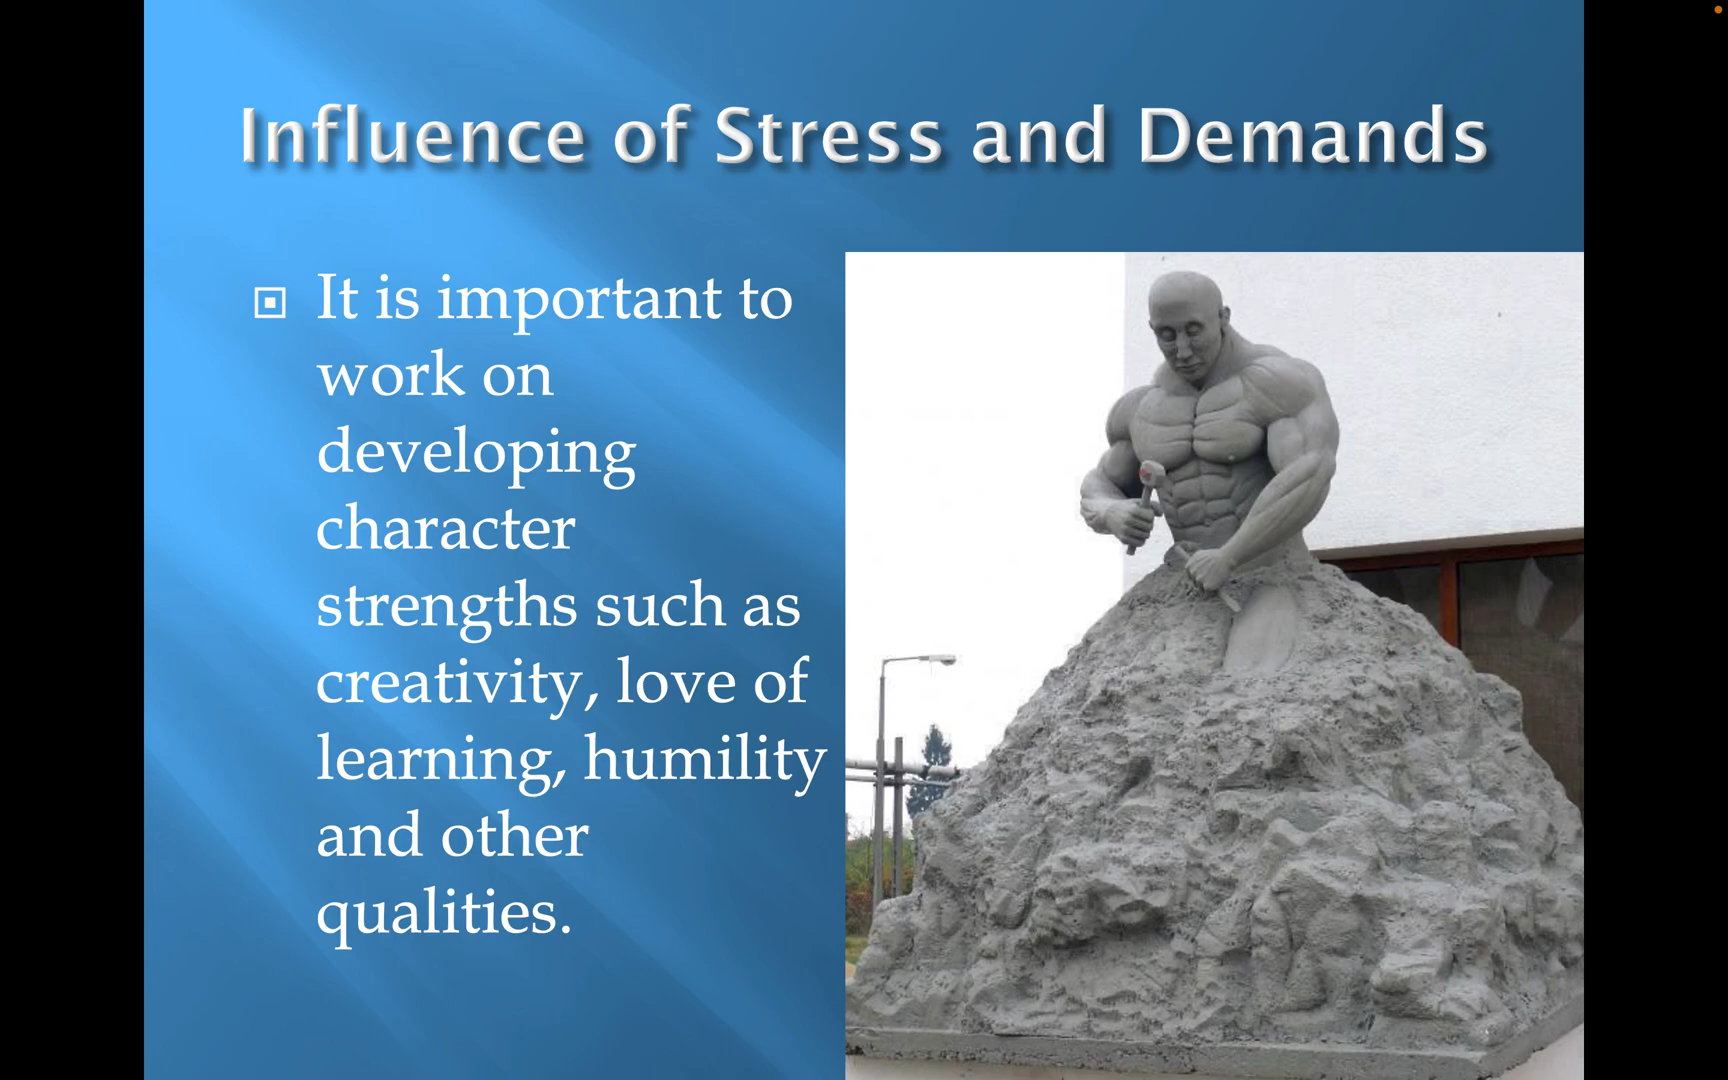 Influence of Stress and Demands
It is important to
work on
developing
character
strengths such as
creativity, love of
learning, humility
and other
qualities.